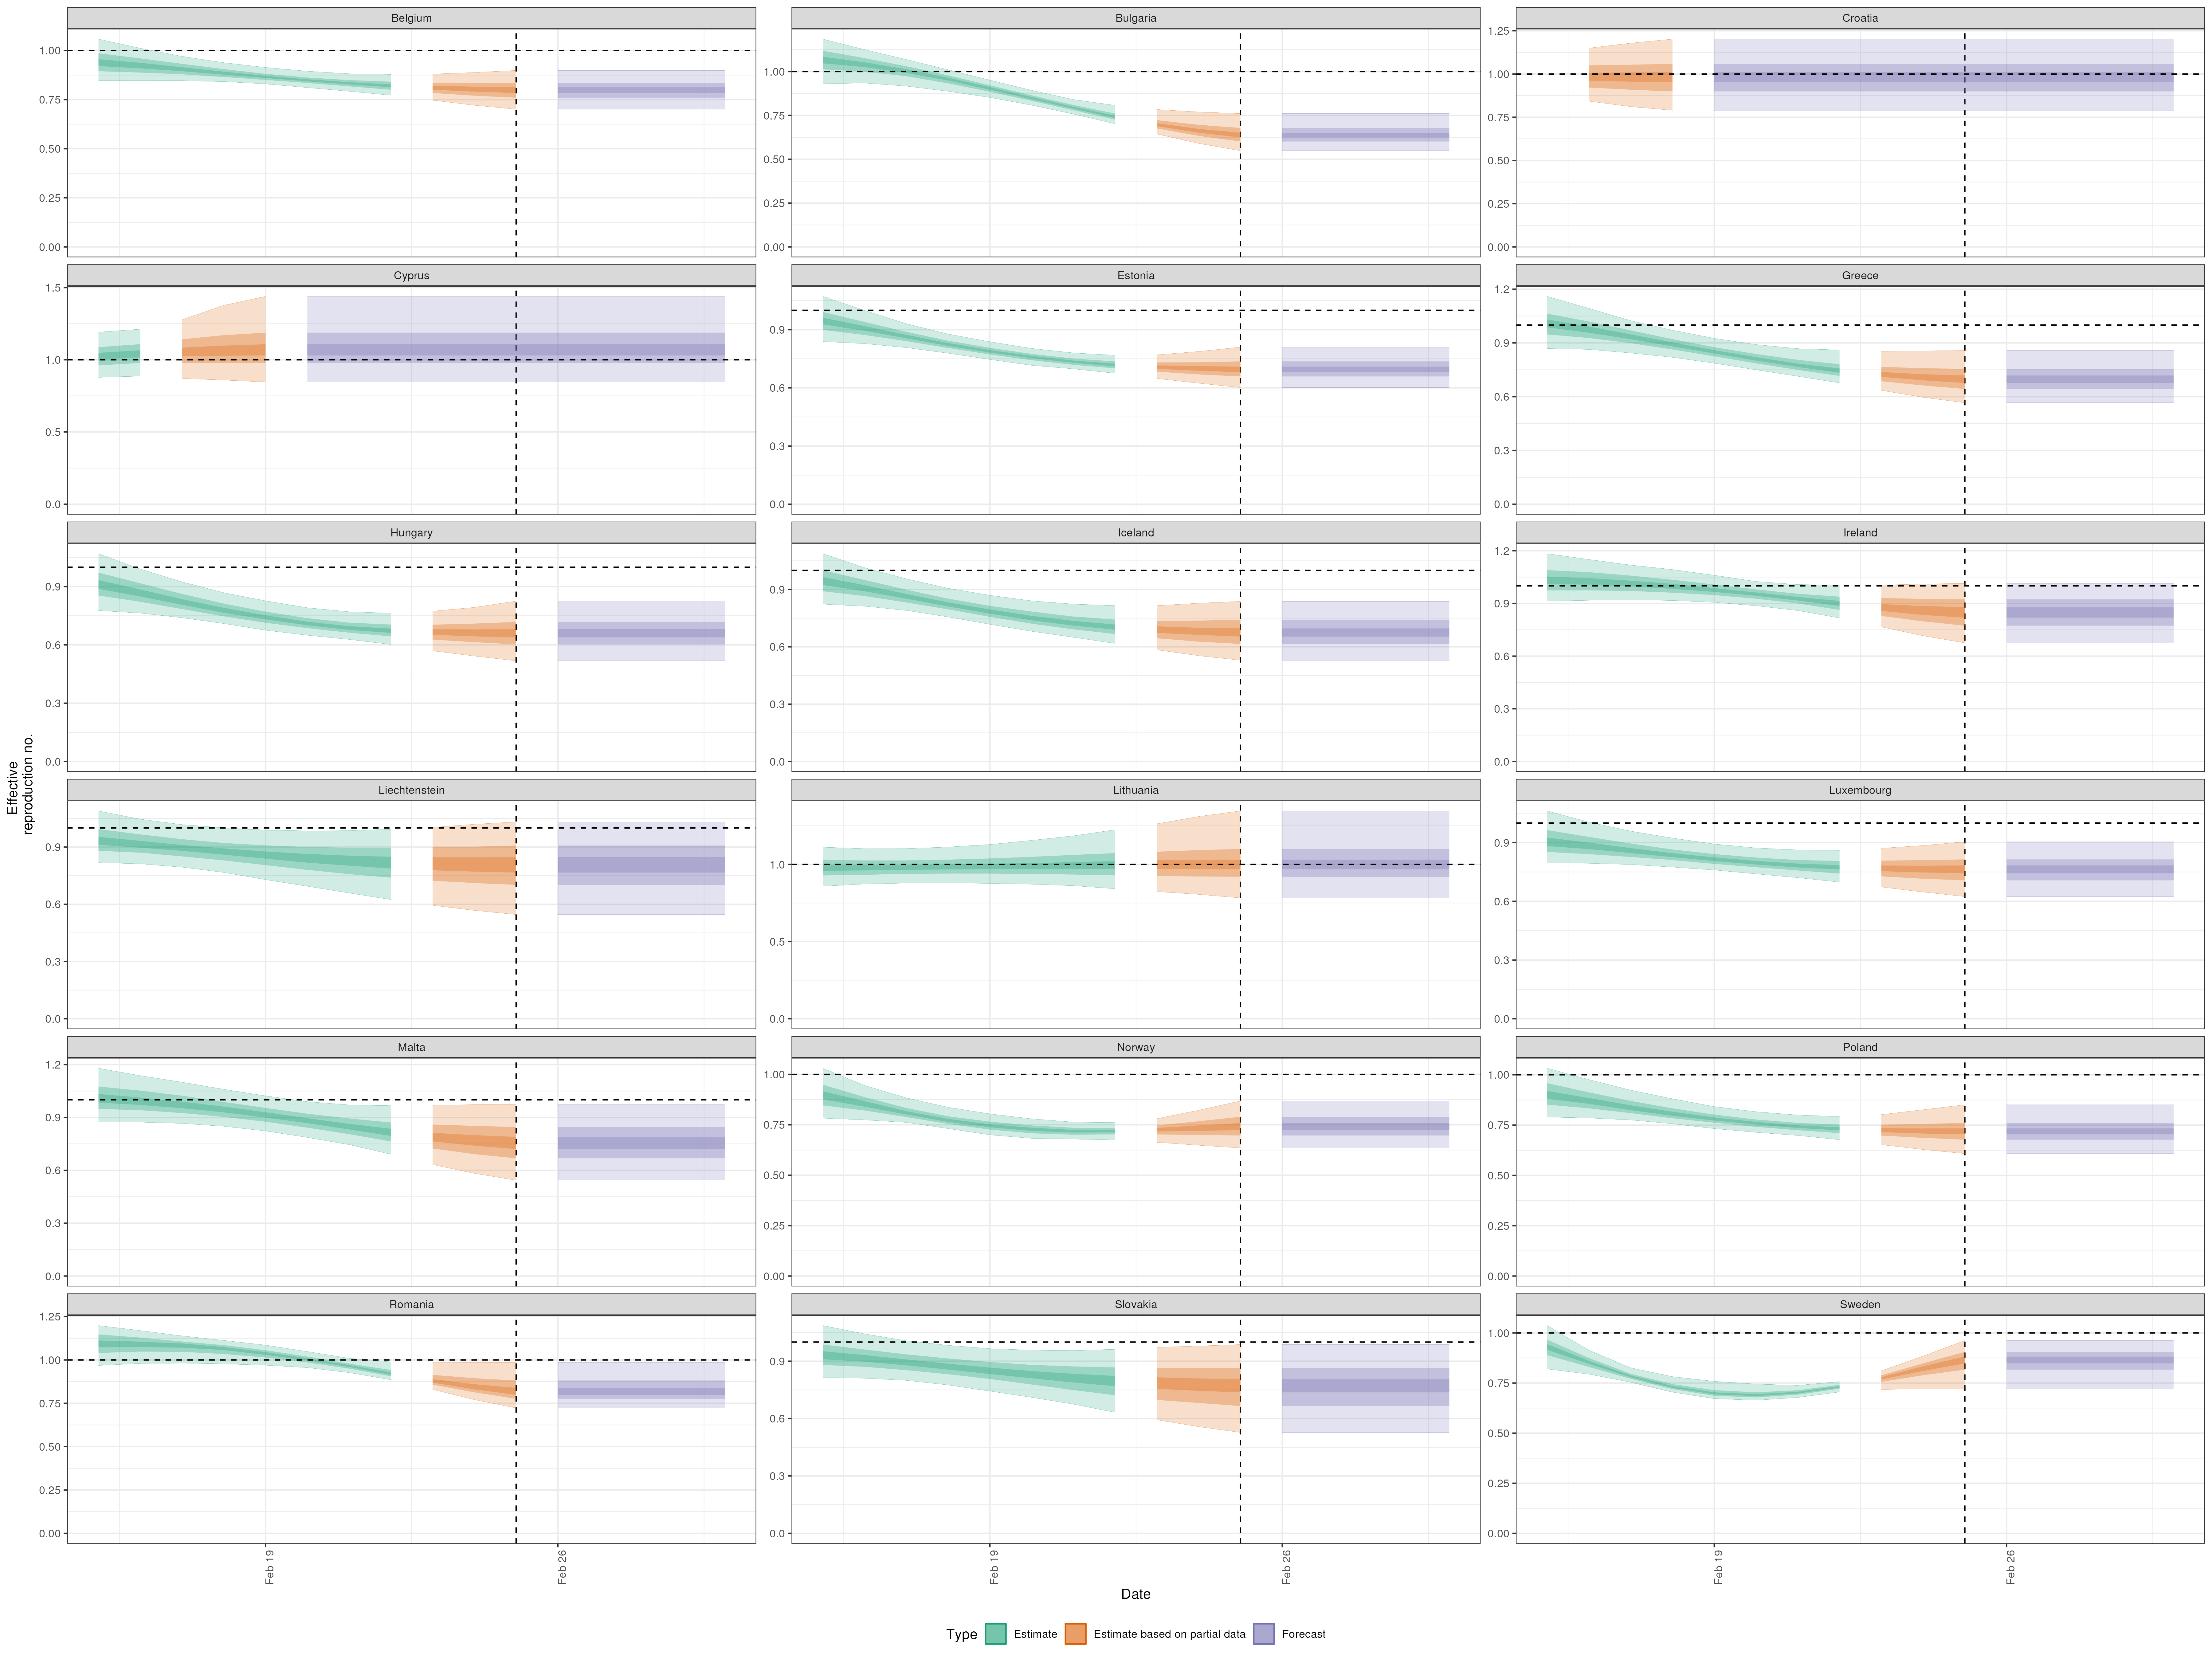 Belgium
Bulgaria
Croatia
1.00
0.75
0.50
0.25
0.00
1.00
0.75
0.50
0.25
0.00
1.25
1.00
0.75
0.50
0.25
0.00
Cyprus
Estonia
Greece
1.5
1.0
0.5
0.0
0.9
0.6
0.3
0.0
1.2
0.9
0.6
0.3
0.0
Hungary
Iceland
Ireland
0.9
0.6
0.3
0.0
0.9
0.6
0.3
0.0
1.2
0.9
0.6
0.3
0.0
Effective
reproduction no.
Liechtenstein
Lithuania
Luxembourg
0.9
0.6
0.3
0.0
1.0
0.5
0.0
0.9
0.6
0.3
0.0
Malta
Norway
Poland
1.2
0.9
0.6
0.3
0.0
1.00
0.75
0.50
0.25
0.00
1.00
0.75
0.50
0.25
0.00
Romania
Slovakia
Sweden
1.25
1.00
0.75
0.50
0.25
0.00
0.9
0.6
0.3
0.0
1.00
0.75
0.50
0.25
0.00
Feb 19
Feb 26
Feb 19
Feb 26
Feb 19
Feb 26
Date
Type
Estimate
Estimate based on partial data
Forecast